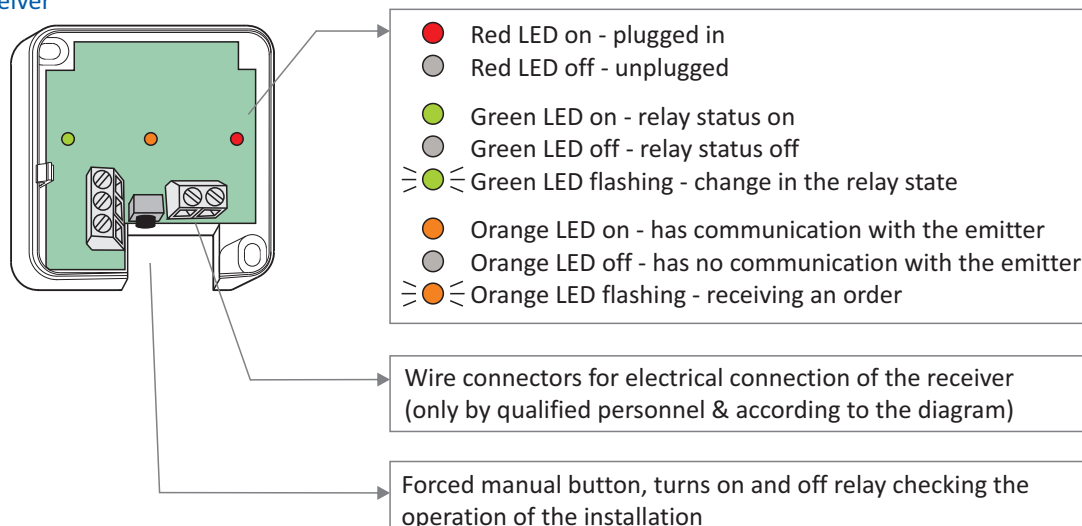 Red LED on - plugged in
Red LED off - unplugged
Green LED on - relay status on
Green LED off - relay status off
Green LED flashing - change in the relay state
Orange LED on - has communication with the emitter
Orange LED off - has no communication with the emitter
Orange LED flashing - receiving an order
Wire connectors for electrical connection of the receiver
(only by qualified personnel & according to the diagram)
Forced manual button, turns on and off relay checking the
operation of the installation